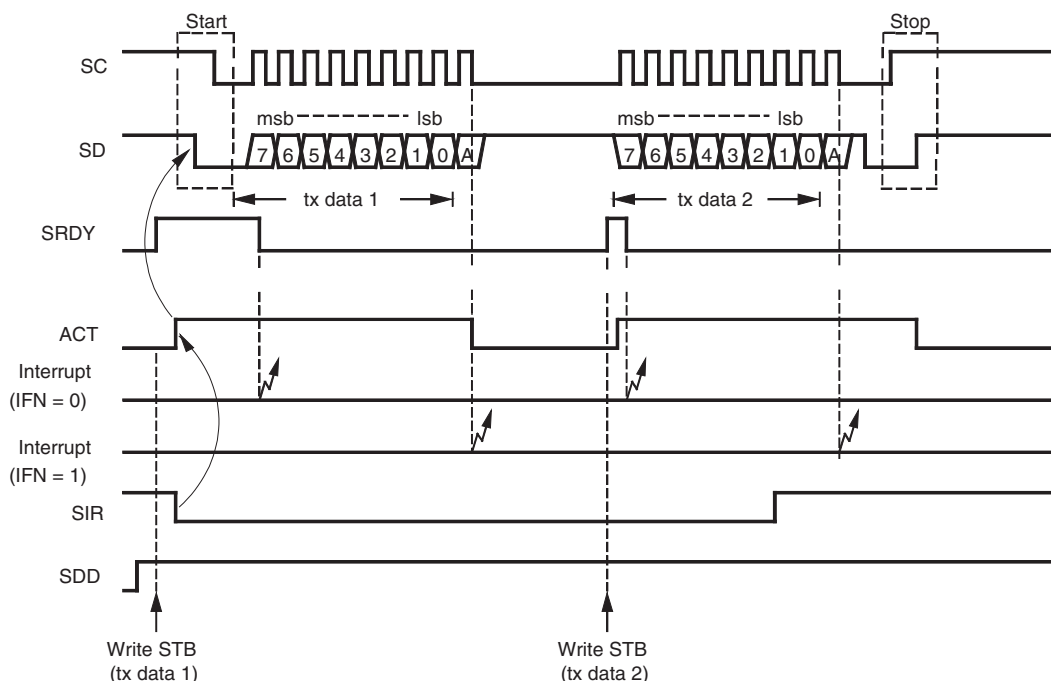 Start
Stop
SC
msb lsb
msb lsb
SD
7 6 5 4 3 2 1 0 A
7 6 5 4 3 2 1 0 A
tx data 1
tx data 2
SRDY
ACT
Interrupt
(IFN = 0)
Interrupt
(IFN = 1)
SIR
SDD
Write STB
(tx data 1)
Write STB
(tx data 2)